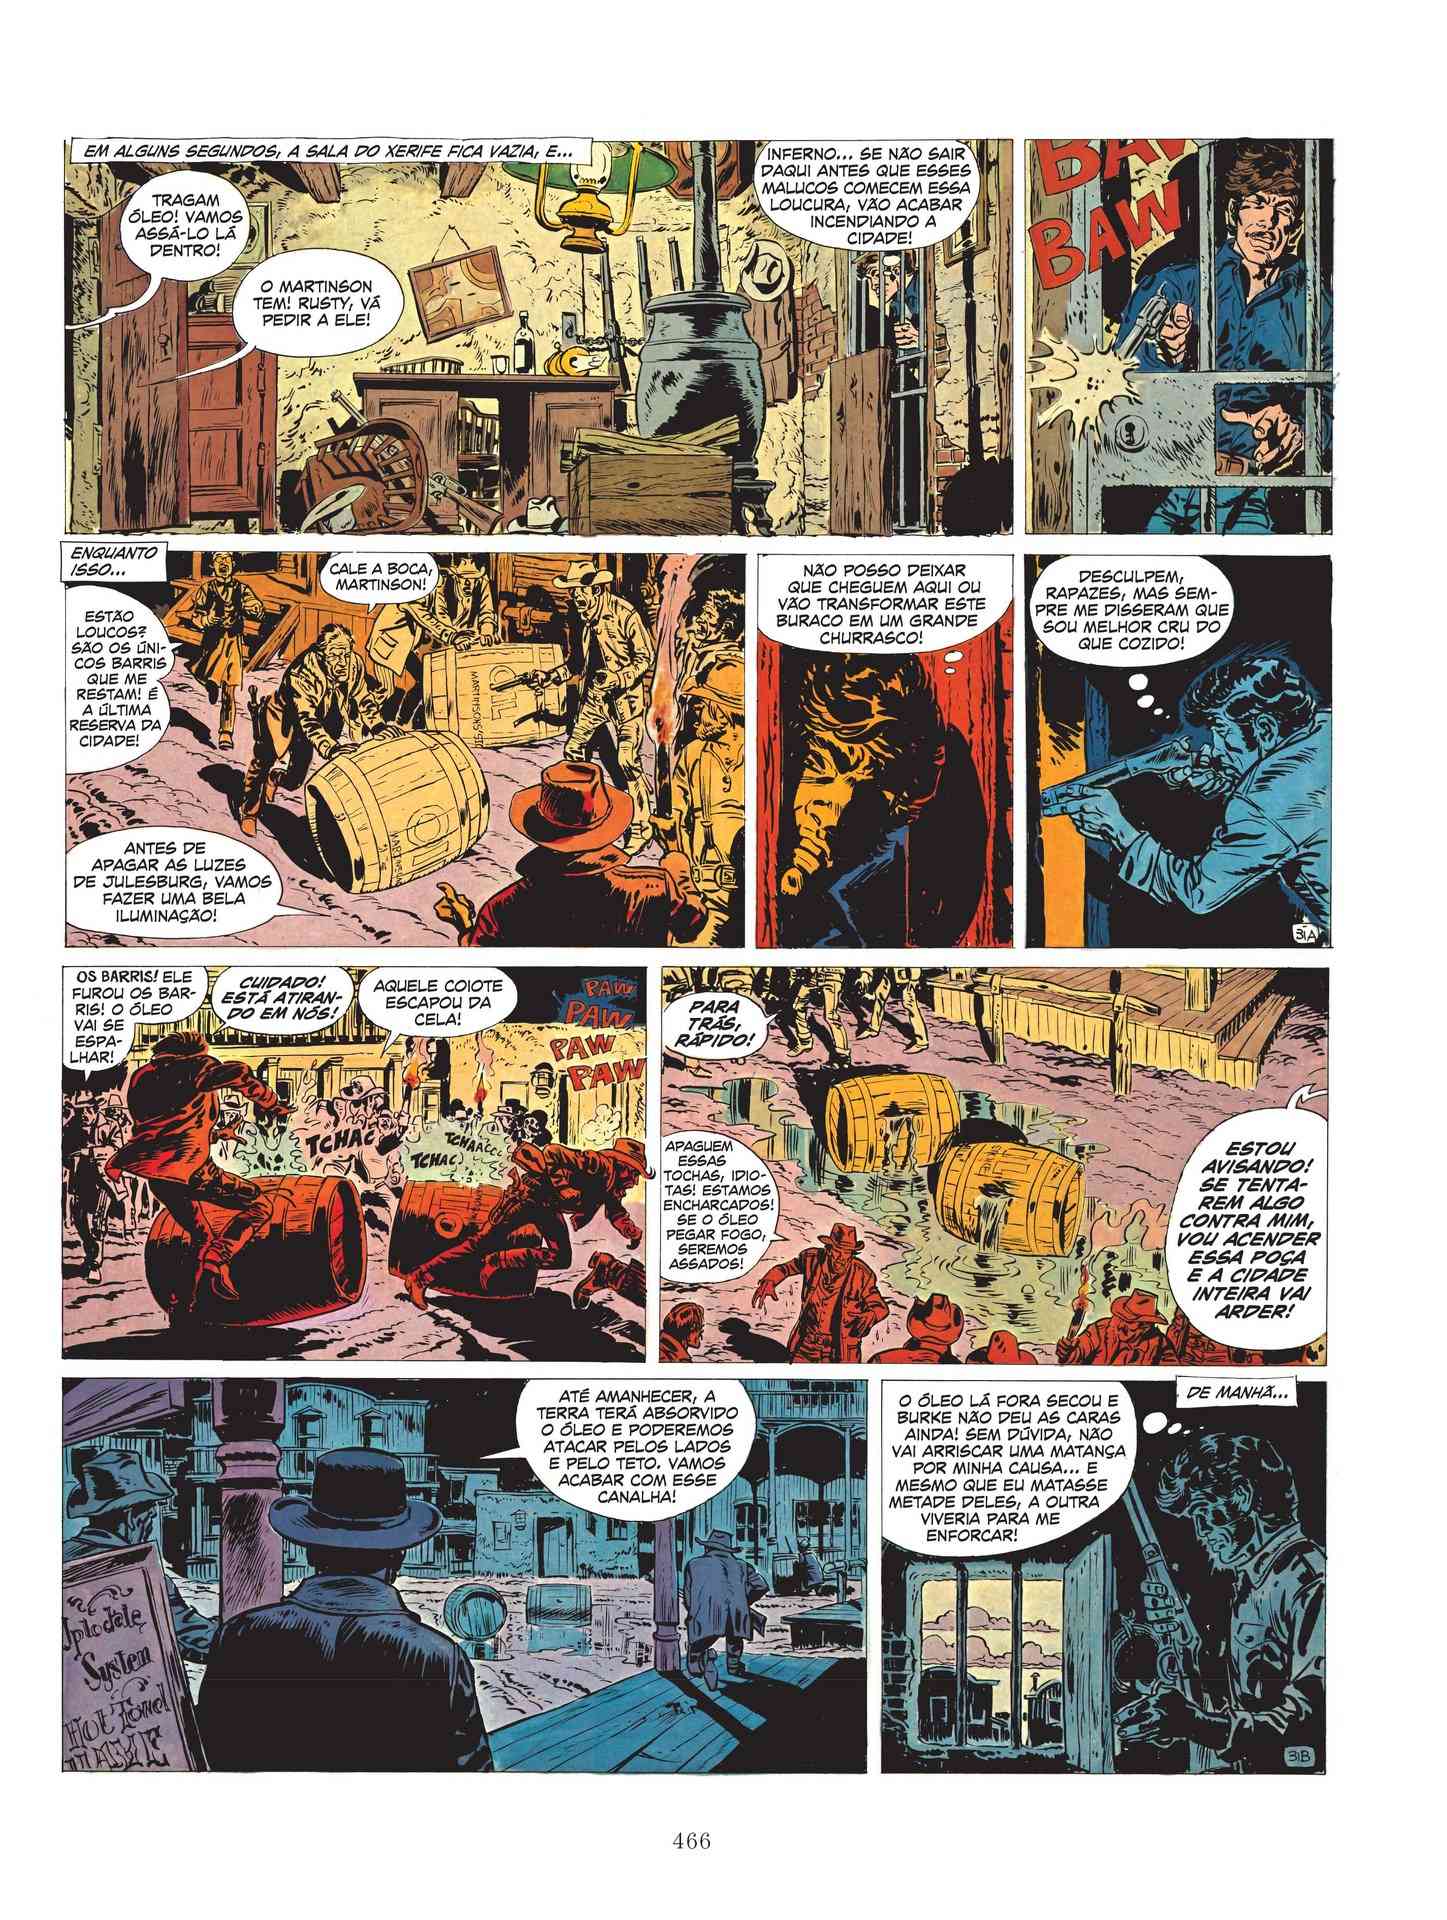 EM ALGUNS SEGUNDOS, A SALA DO XERIFE FICA VAZIA, E...
TRAGAM
ÓLEO! VAMOS
ASSÁ-LO LÁ
DENTRO!
O MARTINSON
TEM! RUSTY, VÁ
PEDIR A ELE!
INFERNO... SE NÃO SAIR
DAQUI ANTES QUE ESSES
MALUCOS COMECEM ESSA
LOUCURA, VÃO ACABAR
INCENDIANDO A
CIDADE!
BAW
BAW
ENQUANTO
ISSO...
ESTÃO
LOUCOS?
SÃO OS ÚNI-
COS BARRIS
QUE ME
RESTAM! É
A ÚLTIMA
RESERVA DA
CIDADE!
CALE A BOCA,
MARTINSON!
OIL
MARTINSON
ANTES DE
APAGAR AS LUZES
DE JULESBURG, VAMOS
FAZER UMA BELA
ILUMINAÇÃO!
NÃO POSSO DEIXAR
QUE CHEGUEM AQUI OU
VÃO TRANSFORMAR ESTE
BURACO EM UM GRANDE
CHURRASCO!
DESCULPEM,
RAPAZES, MAS SEM-
PRE ME DISSERAM QUE
SOU MELHOR CRU DO
QUE COZIDO!
31A
OS BARRIS! ELE
FUROU OS BAR-
RIS! O ÓLEO
VAI SE
ESPA-
LHAR!
CUIDADO!
ESTÁ ATIRAN-
DO EM NÓS!
AQUELE COIOTE
ESCAPOU DA
CELA!
PAW
PAW
PAW
PAW
TCHAC
TCHAC
TCHAACC
PARA
TRÁS,
RÁPIDO!
APAGUEM
ESSAS
TOCHAS, IDIO-
TAS! ESTAMOS
ENCHARCADOS!
SE O ÓLEO
PEGAR FOGO,
SEREMOS
ASSADOS!
ESTOU
AVISANDO!
SE TENTA-
REM ALGO
CONTRA MIM,
VOU ACENDER
ESSA POÇA
E A CIDADE
INTEIRA VAI
ARDER!
ATÉ AMANHECER, A
TERRA TERÁ ABSORVIDO
O ÓLEO E PODEREMOS
ATACAR PELOS LADOS
E PELO TETO. VAMOS
ACABAR COM ESSE
CANALHA!
System
DE MANHÃ...
O ÓLEO LÁ FORA SECOU E
BURKE NÃO DEU AS CARAS
AINDA! SEM DÚVIDA, NÃO
VAI ARRISCAR UMA MATANÇA
POR MINHA CAUSA... E
MESMO QUE EU MATASSE
METADE DELES, A OUTRA
VIVERIA PARA ME
ENFORCAR!
31B
466